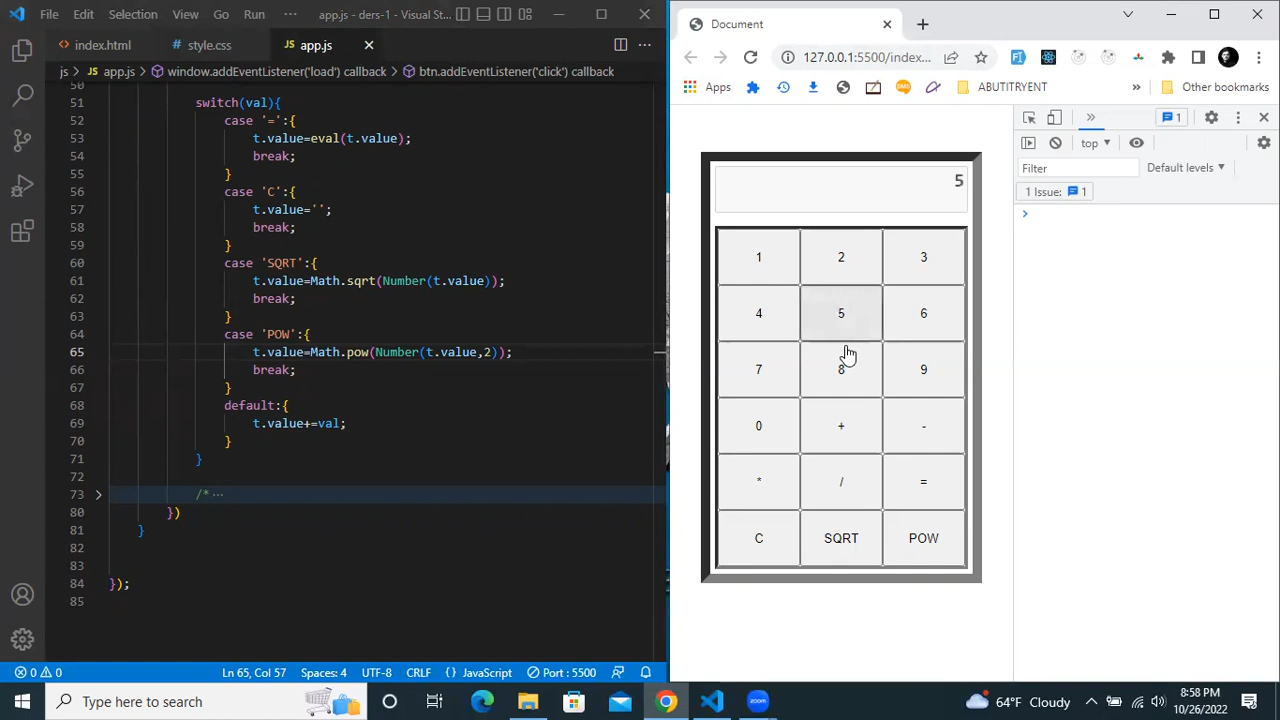 File Edit Selection View Go Run ··· app.js - ders-1 - Visual St...
index.html style.css app.js
js > app.js > window.addEventListener('load') callback > btn.addEventListener('click') callback
50
51 switch(val){
52 case '=':{
53 t.value=eval(t.value);
54 break;
55 }
56 case 'C':{
57 t.value='';
58 break;
59 }
60 case 'SQRT':{
61 t.value=Math.sqrt(Number(t.value));
62 break;
63 }
64 case 'POW':{
65 t.value=Math.pow(Number(t.value,2));
66 break;
67 }
68 default:{
69 t.value+=val;
70 }
71 }
72
73 /*···
80 })
81 }
82
83
84 });
85
0 0 Ln 65, Col 57 Spaces: 4 UTF-8 CRLF {} JavaScript Port : 5500
Document
127.0.0.1:5500/index...
Apps SMS ABUTITRYENT » Other bookmarks
» 1
top
Filter Default levels
1 Issue: 1
5
1 2 3
4 5 6
7 8 9
0 + -
* / =
C SQRT POW
Type here to search zoom 64°F Cloudy 8:58 PM
10/26/2022